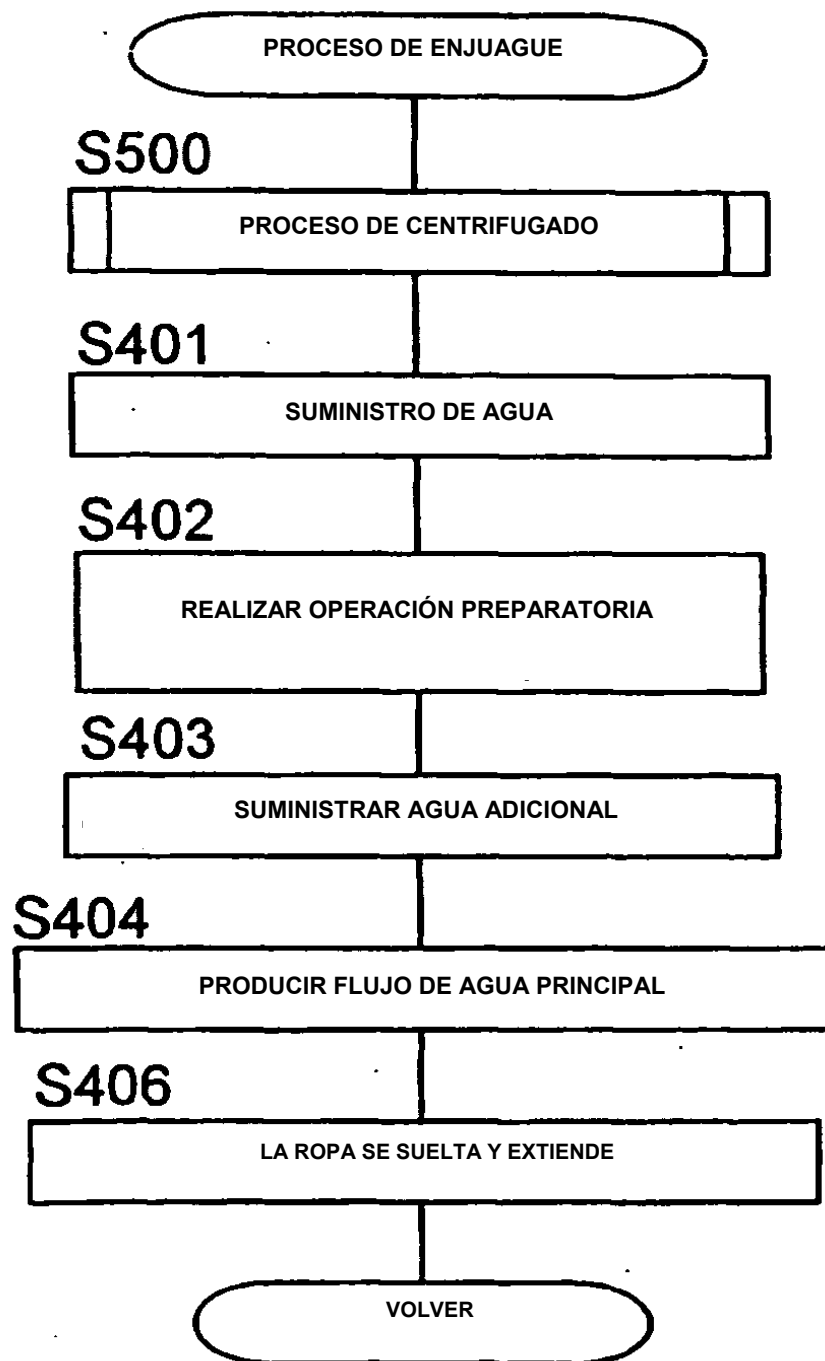 PROCESO DE ENJUAGUE
S500
PROCESO DE CENTRIFUGADO
S401
SUMINISTRO DE AGUA
S402
REALIZAR OPERACIÓN PREPARATORIA
S403
SUMINISTRAR AGUA ADICIONAL
S404
PRODUCIR FLUJO DE AGUA PRINCIPAL
S406
LA ROPA SE SUELTA Y EXTIENDE
VOLVER